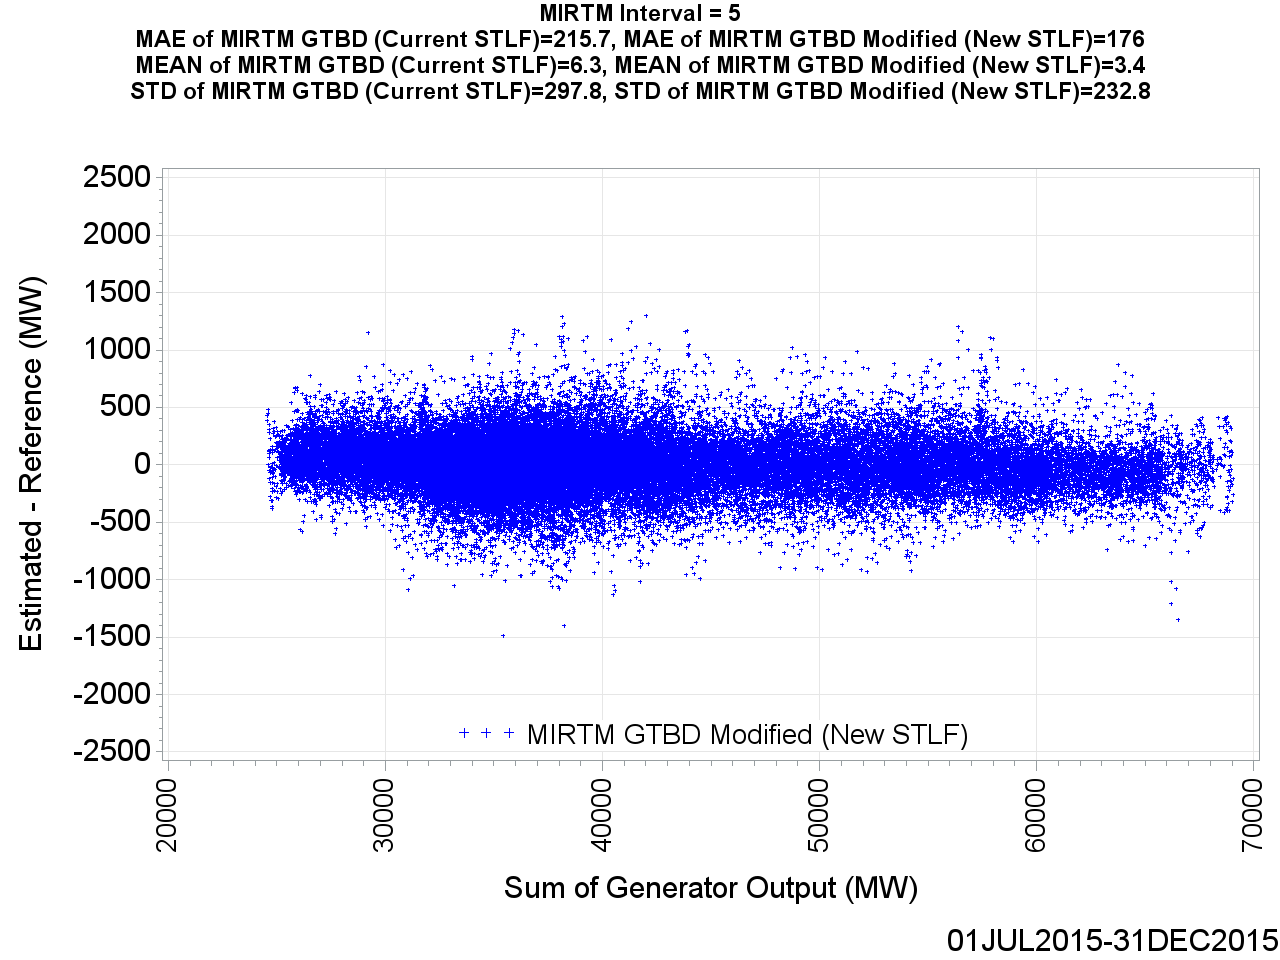 MIRTM Interval = 5
MAE of MIRTM GTBD (Current STLF)=215.7, MAE of MIRTM GTBD Modified (New STLF)=176
MEAN of MIRTM GTBD (Current STLF)=6.3, MEAN of MIRTM GTBD Modified (New STLF)=3.4
STD of MIRTM GTBD (Current STLF)=297.8, STD of MIRTM GTBD Modified (New STLF)=232.8
Estimated - Reference (MW)
2500
2000
1500
1000
500
0
-500
-1000
-1500
-2000
-2500
MIRTM GTBD Modified (New STLF)
20000
30000
40000
50000
60000
70000
Sum of Generator Output (MW)
01JUL2015-31DEC2015